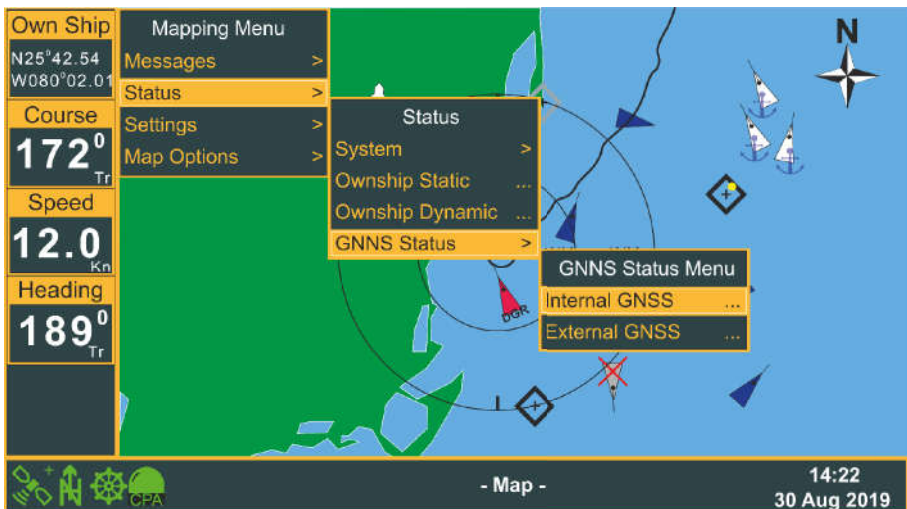 Own Ship
N25°42.54
W080°02.01
Course
172⁰
Tr
Speed
12.0
Kn
Heading
189⁰
Tr
Mapping Menu
Messages >
Status >
Settings >
Map Options >
Status
System >
Ownship Static ...
Ownship Dynamic ...
GNNS Status >
GNNS Status Menu
Internal GNSS ...
External GNSS ...
N
DGR
CPA
- Map -
14:22
30 Aug 2019